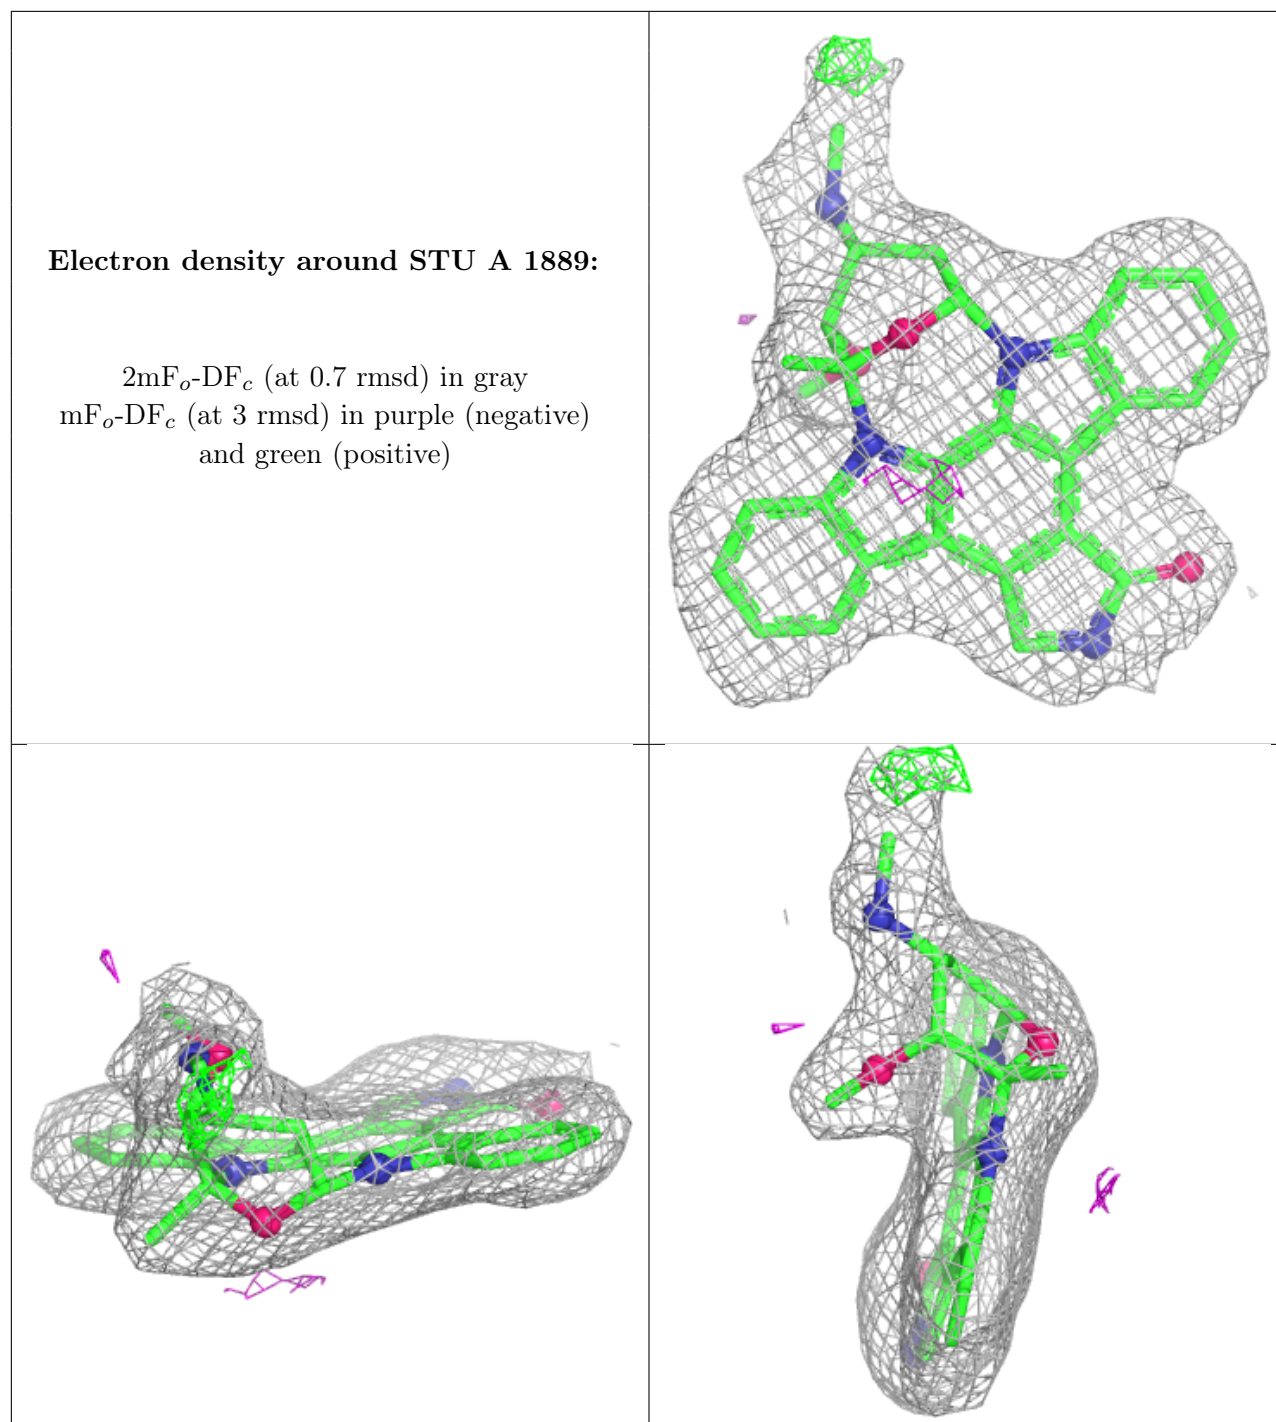 Electron density around STU A 1889:
2mFo-DFc (at 0.7 rmsd) in gray
mFo-DFc (at 3 rmsd) in purple (negative)
and green (positive)